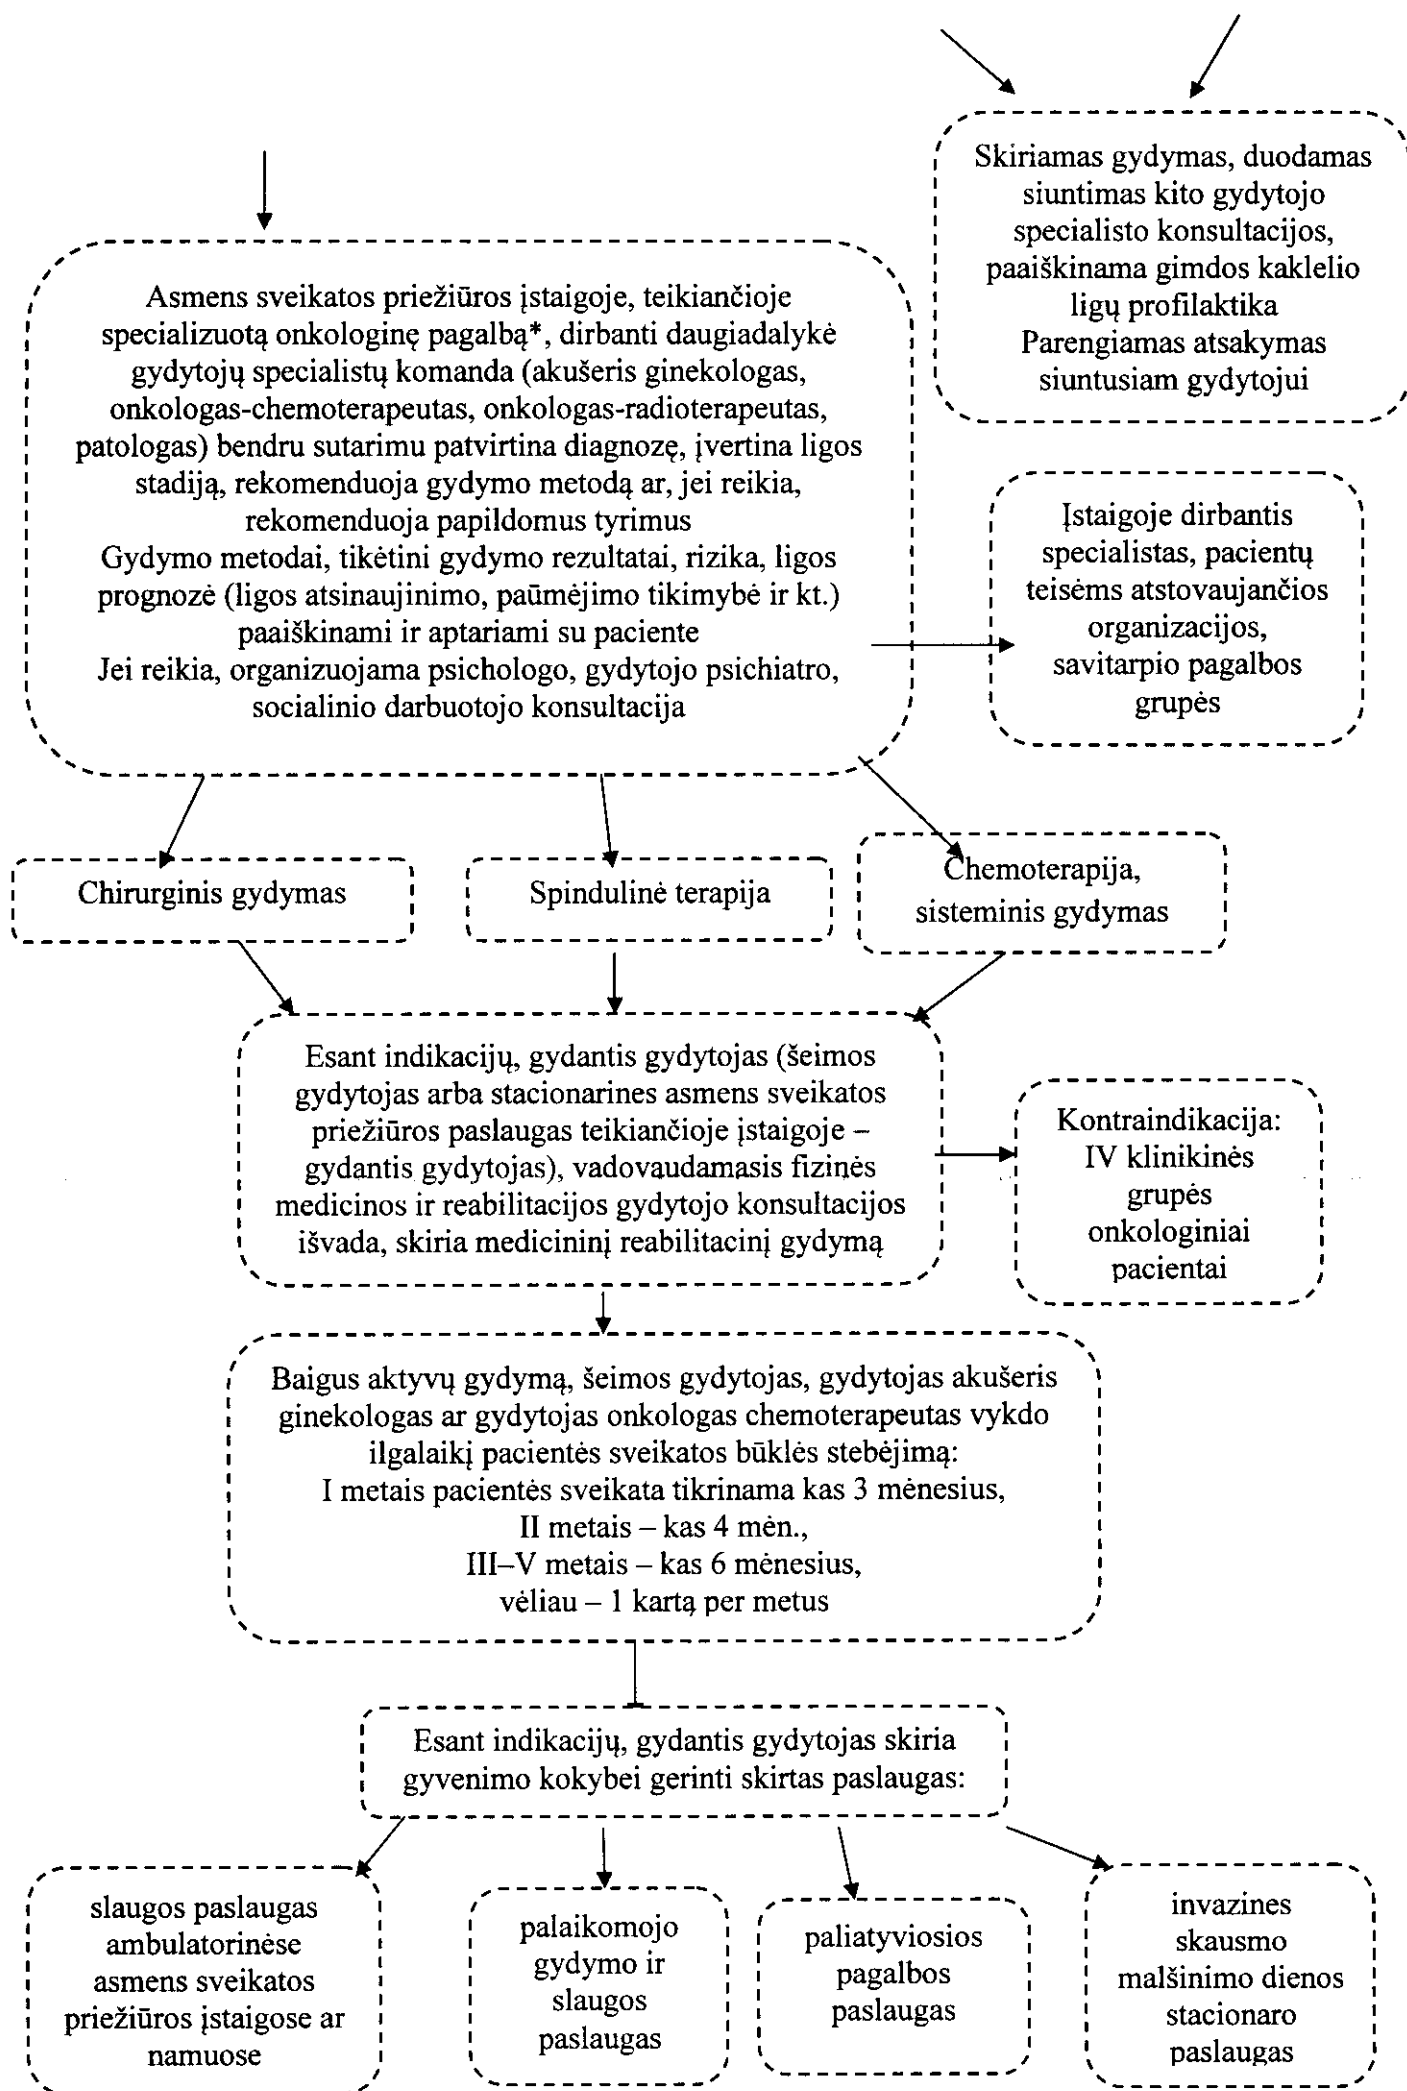 Skiriamas gydymas, duodamas
siuntimas kito gydytojo
specialisto konsultacijos,
paaiškinama gimdos kaklelio
ligų profilaktika
Parengiamas atsakymas
siuntusiam gydytojui
Asmens sveikatos priežiūros įstaigoje, teikiančioje
specializuotą onkologinę pagalbą*, dirbanti daugiadalykė
gydytojų specialistų komanda (akušeris ginekologas,
onkologas-chemoterapeutas, onkologas-radioterapeutas,
patologas) bendru sutarimu patvirtina diagnozę, įvertina ligos
stadiją, rekomenduoja gydymo metodą ar, jei reikia,
rekomenduoja papildomus tyrimus
Gydymo metodai, tikėtini gydymo rezultatai, rizika, ligos
prognozė (ligos atsinaujinimo, paūmėjimo tikimybė ir kt.)
paaiškinami ir aptariami su paciente
Jei reikia, organizuojama psichologo, gydytojo psichiatro,
socialinio darbuotojo konsultacija
Įstaigoje dirbantis
specialistas, pacientų
teisėms atstovaujančios
organizacijos,
savitarpio pagalbos
grupės
Chirurginis gydymas
Spindulinė terapija
Chemoterapija,
sisteminis gydymas
Esant indikacijų, gydantis gydytojas (šeimos
gydytojas arba stacionarines asmens sveikatos
priežiūros paslaugas teikiančioje įstaigoje –
gydantis gydytojas), vadovaudamasis fizinės
medicinos ir reabilitacijos gydytojo konsultacijos
išvada, skiria medicininį reabilitacinį gydymą
Kontraindikacija:
IV klinikinės
grupės
onkologiniai
pacientai
Baigus aktyvų gydymą, šeimos gydytojas, gydytojas akušeris
ginekologas ar gydytojas onkologas chemoterapeutas vykdo
ilgalaikį pacientės sveikatos būklės stebėjimą:
I metais pacientės sveikata tikrinama kas 3 mėnesius,
II metais – kas 4 mėn.,
III–V metais – kas 6 mėnesius,
vėliau – 1 kartą per metus
Esant indikacijų, gydantis gydytojas skiria
gyvenimo kokybei gerinti skirtas paslaugas:
slaugos paslaugas
ambulatorinėse
asmens sveikatos
priežiūros įstaigose ar
namuose
palaikomojo
gydymo ir
slaugos
paslaugas
paliatyviosios
pagalbos
paslaugas
invazines
skausmo
malšinimo dienos
stacionaro
paslaugas